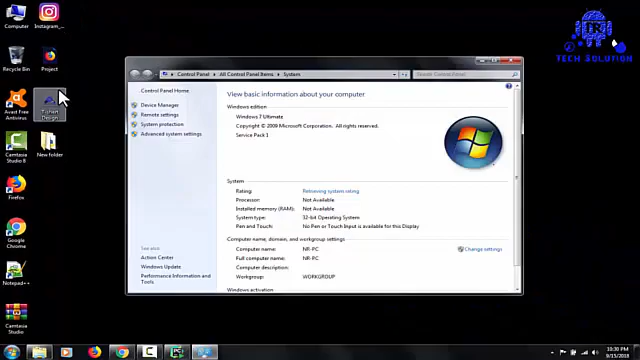 Computer
Instagram_...
Recycle Bin
Project
Avast Free
Antivirus
Design
Camtasia
Studio 8
New folder
Firefox
Google
Chrome
Notepad++
Camtasia
Studio
TECH SOLUTION
Control Panel
All Control Panel Items
System
Search Control Panel
Control Panel Home
Device Manager
Remote settings
System protection
Advanced system settings
See also
Action Center
Windows Update
Performance Information and
Tools
View basic information about your computer
Windows edition
Windows 7 Ultimate
Copyright © 2009 Microsoft Corporation. All rights reserved.
Service Pack 1
System
Rating: Retrieving system rating
Processor: Not Available
Installed memory (RAM): Not Available
System type: 32-bit Operating System
Pen and Touch: No Pen or Touch Input is available for this Display
Computer name, domain, and workgroup settings
Computer name: NR-PC
Change settings
Full computer name: NR-PC
Computer description:
Workgroup: WORKGROUP
Windows activation
9/15/2018